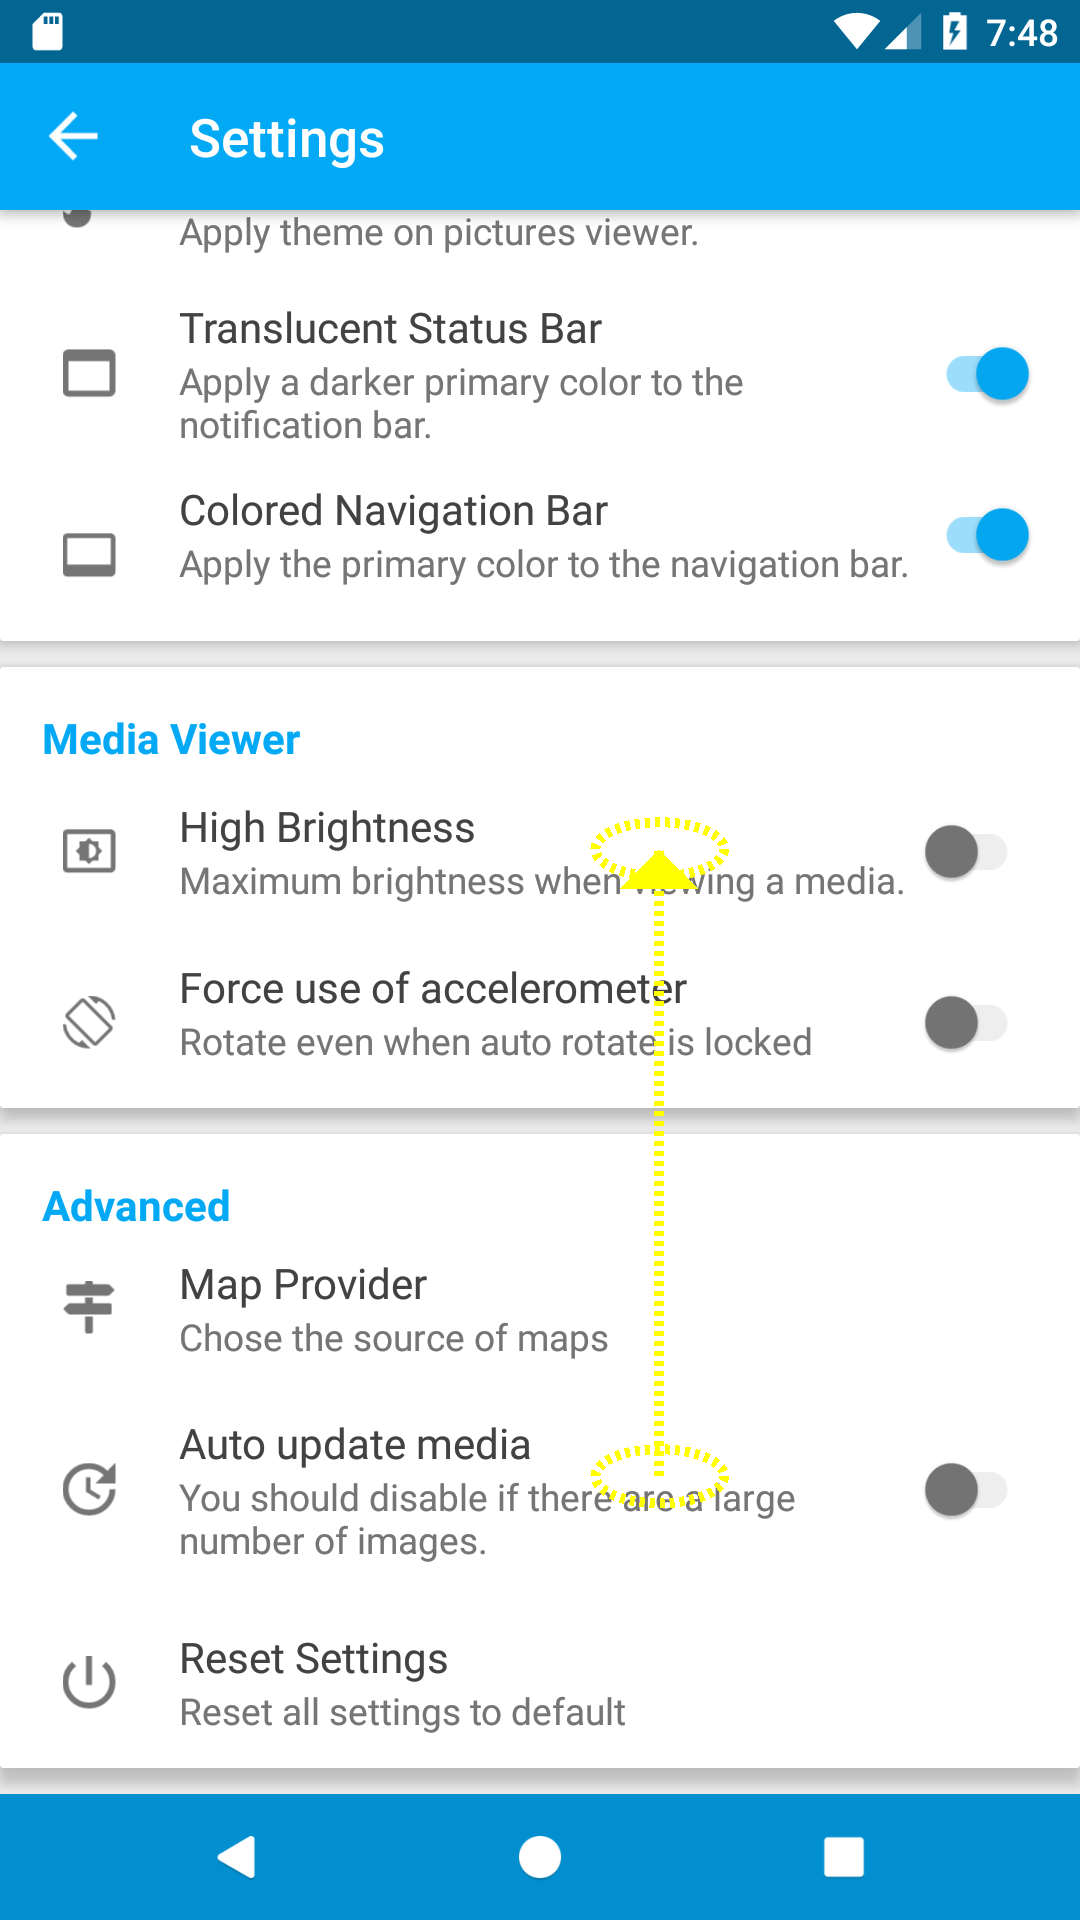 7:48
Settings
Apply theme on pictures viewer.
Translucent Status Bar
Apply a darker primary color to the
notification bar.
Colored Navigation Bar
Apply the primary color to the navigation bar.
Media Viewer
High Brightness
Maximum brightness when viewing a media.
Force use of accelerometer
Rotate even when auto rotate is locked
Advanced
Map Provider
Chose the source of maps
Auto update media
You should disable if there are a large
number of images.
Reset Settings
Reset all settings to default